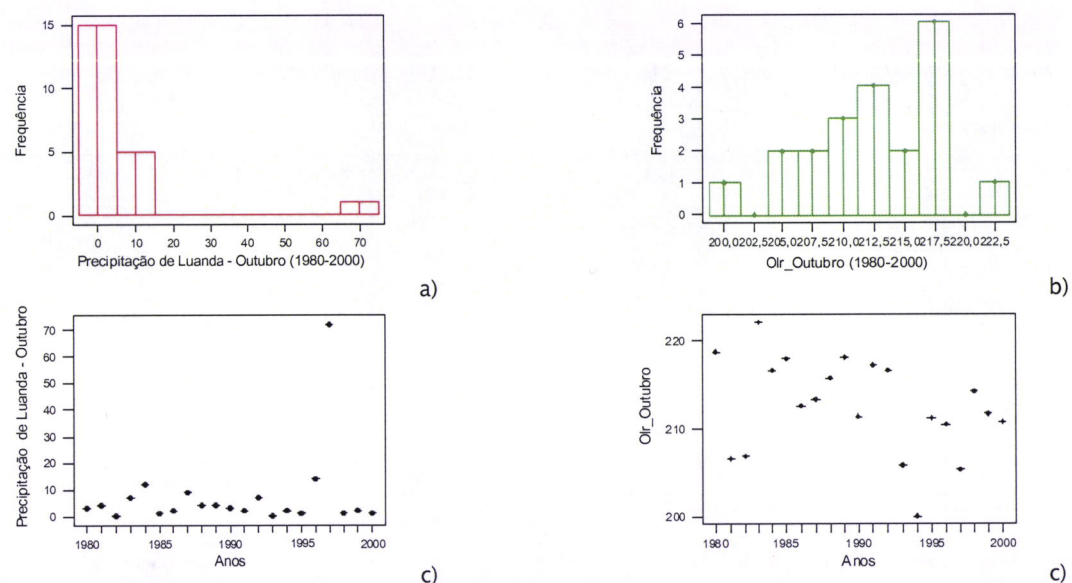 Frequência
15
10
5
0
0 10 20 30 40 50 60 70
Precipitação de Luanda - Outubro (1980-2000)
a)
Frequência
6
5
4
3
2
1
0
200,0202,5205,0207,5210,0212,5215,0217,5220,0222,5
Olr_Outubro (1980-2000)
b)
Precipitação de Luanda - Outubro
70
60
50
40
30
20
10
0
1980 1985 1990 1995 2000
Anos
c)
Olr_Outubro
220
210
200
1980 1985 1990 1995 2000
Anos
c)